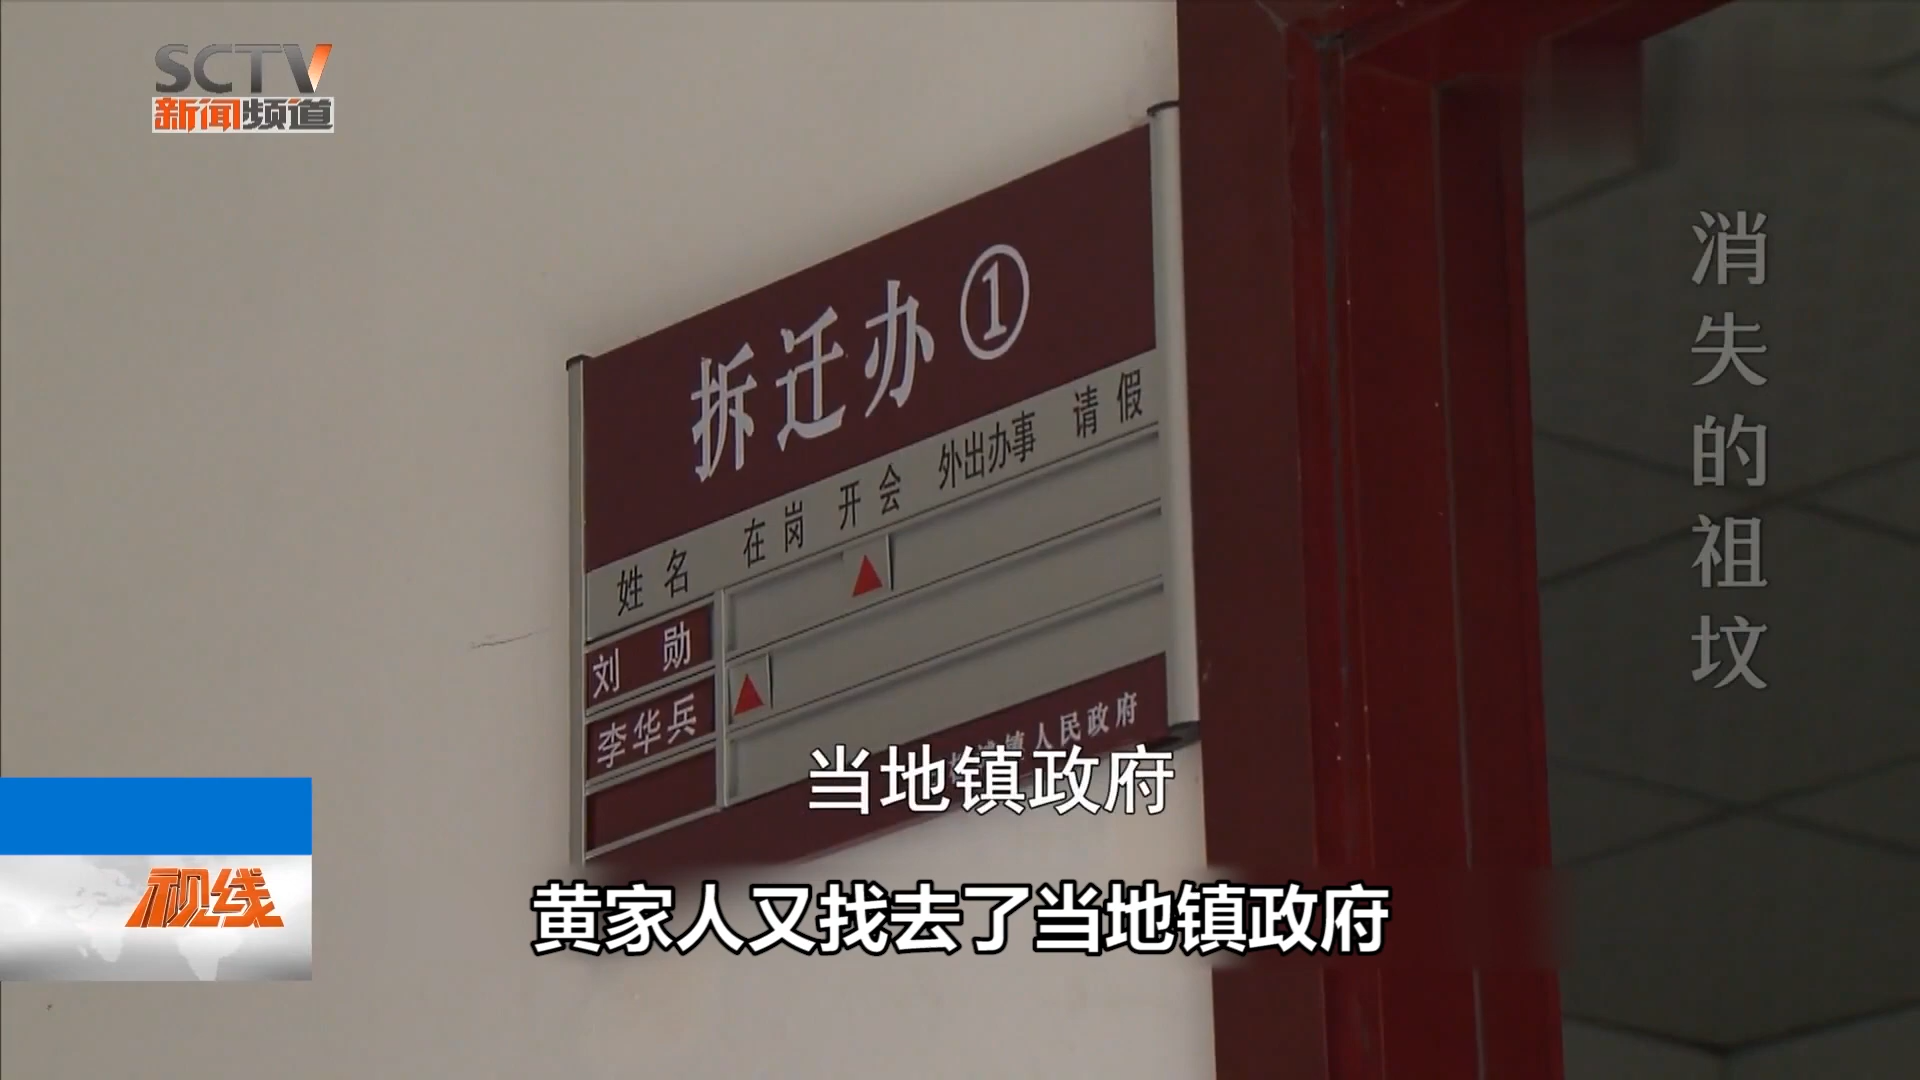 SCTV
新闻频道
消失的祖坟
拆迁办①
姓名 在岗 开会 外出办事 请假
刘勋
李华兵
镇人民政府
当地镇政府
视线
黄家人又找去了当地镇政府